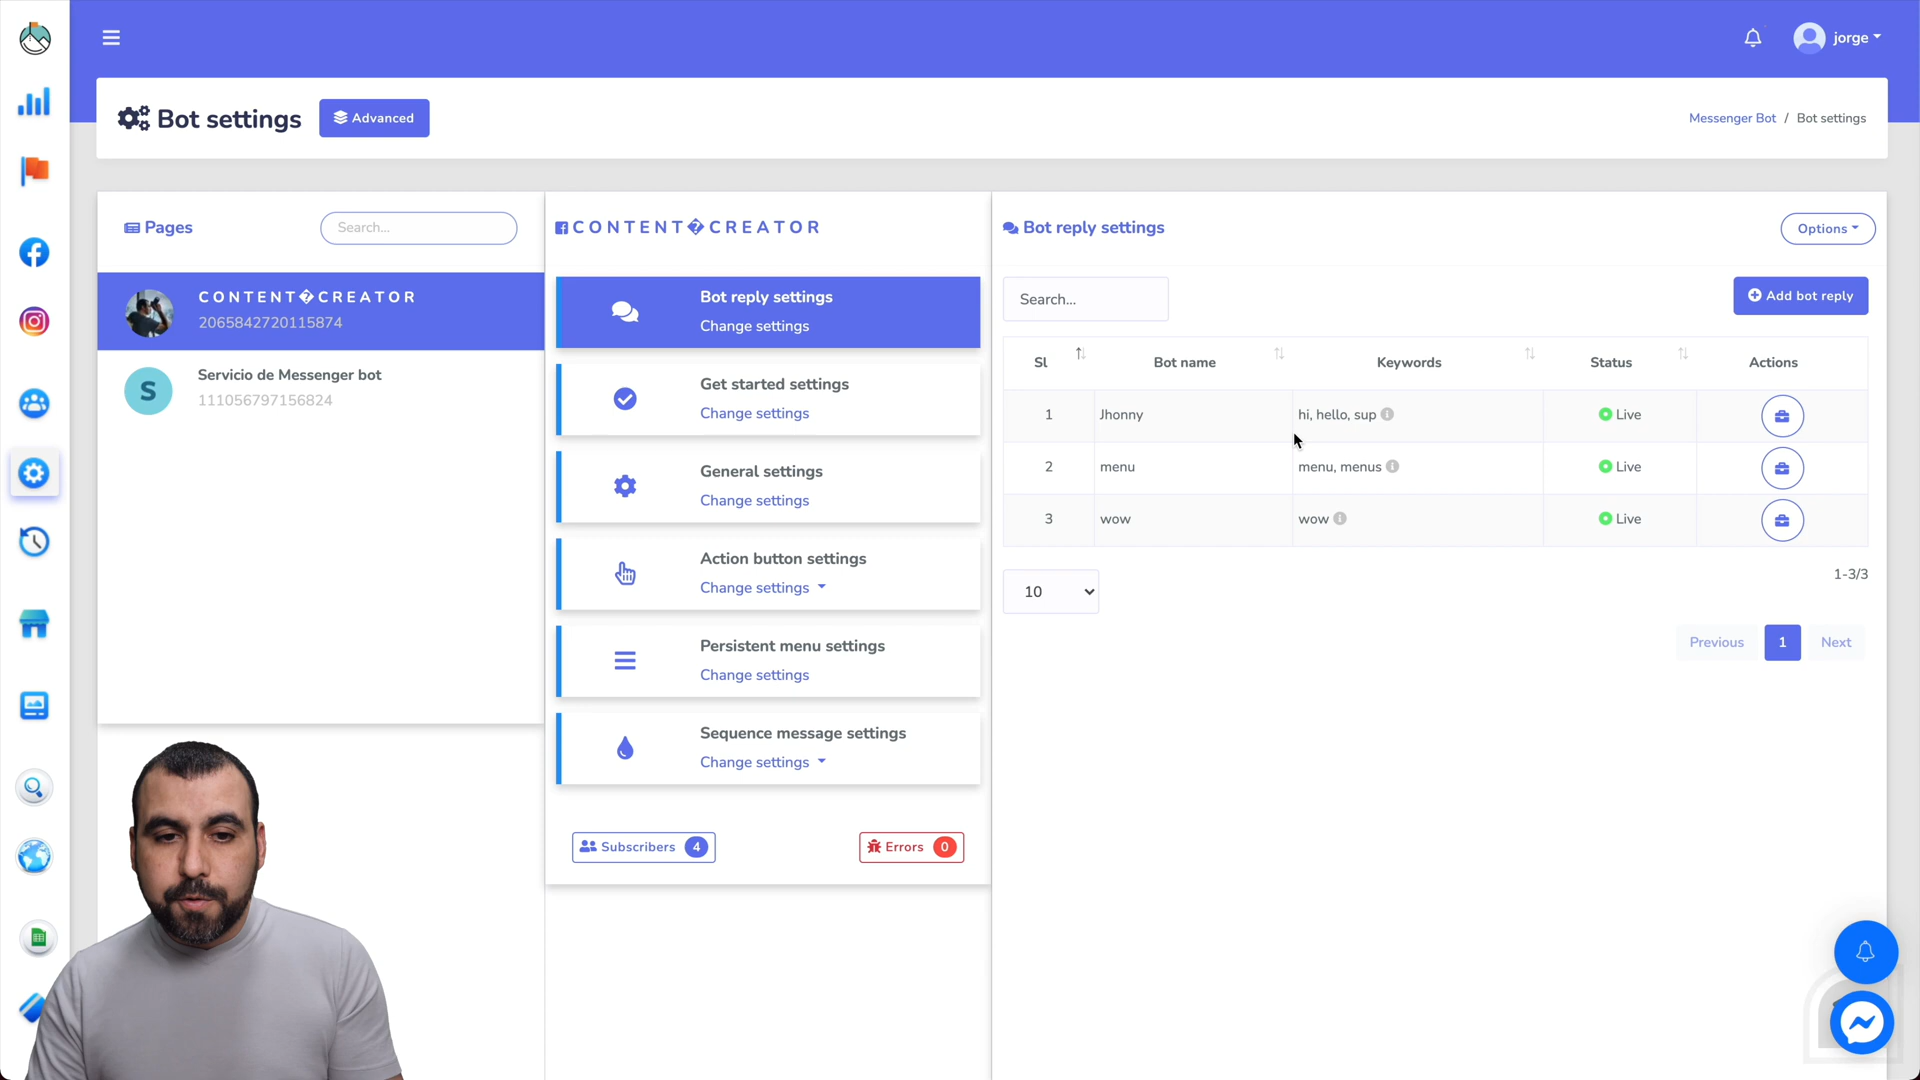 jorge
Bot settings
Advanced
Messenger Bot / Bot settings
Pages
Search...
CONTENT�CREATOR
2065842720115874
S
Servicio de Messenger bot
111056797156824
CONTENT�CREATOR
Bot reply settings
Change settings
Get started settings
Change settings
General settings
Change settings
Action button settings
Change settings
Persistent menu settings
Change settings
Sequence message settings
Change settings
Subscribers 4
Errors 0
Bot reply settings
Options
Search...
Add bot reply
Sl Bot name Keywords Status Actions
1 Jhonny hi, hello, sup Live
2 menu menu, menus Live
3 wow wow Live
10
1-3/3
Previous 1 Next